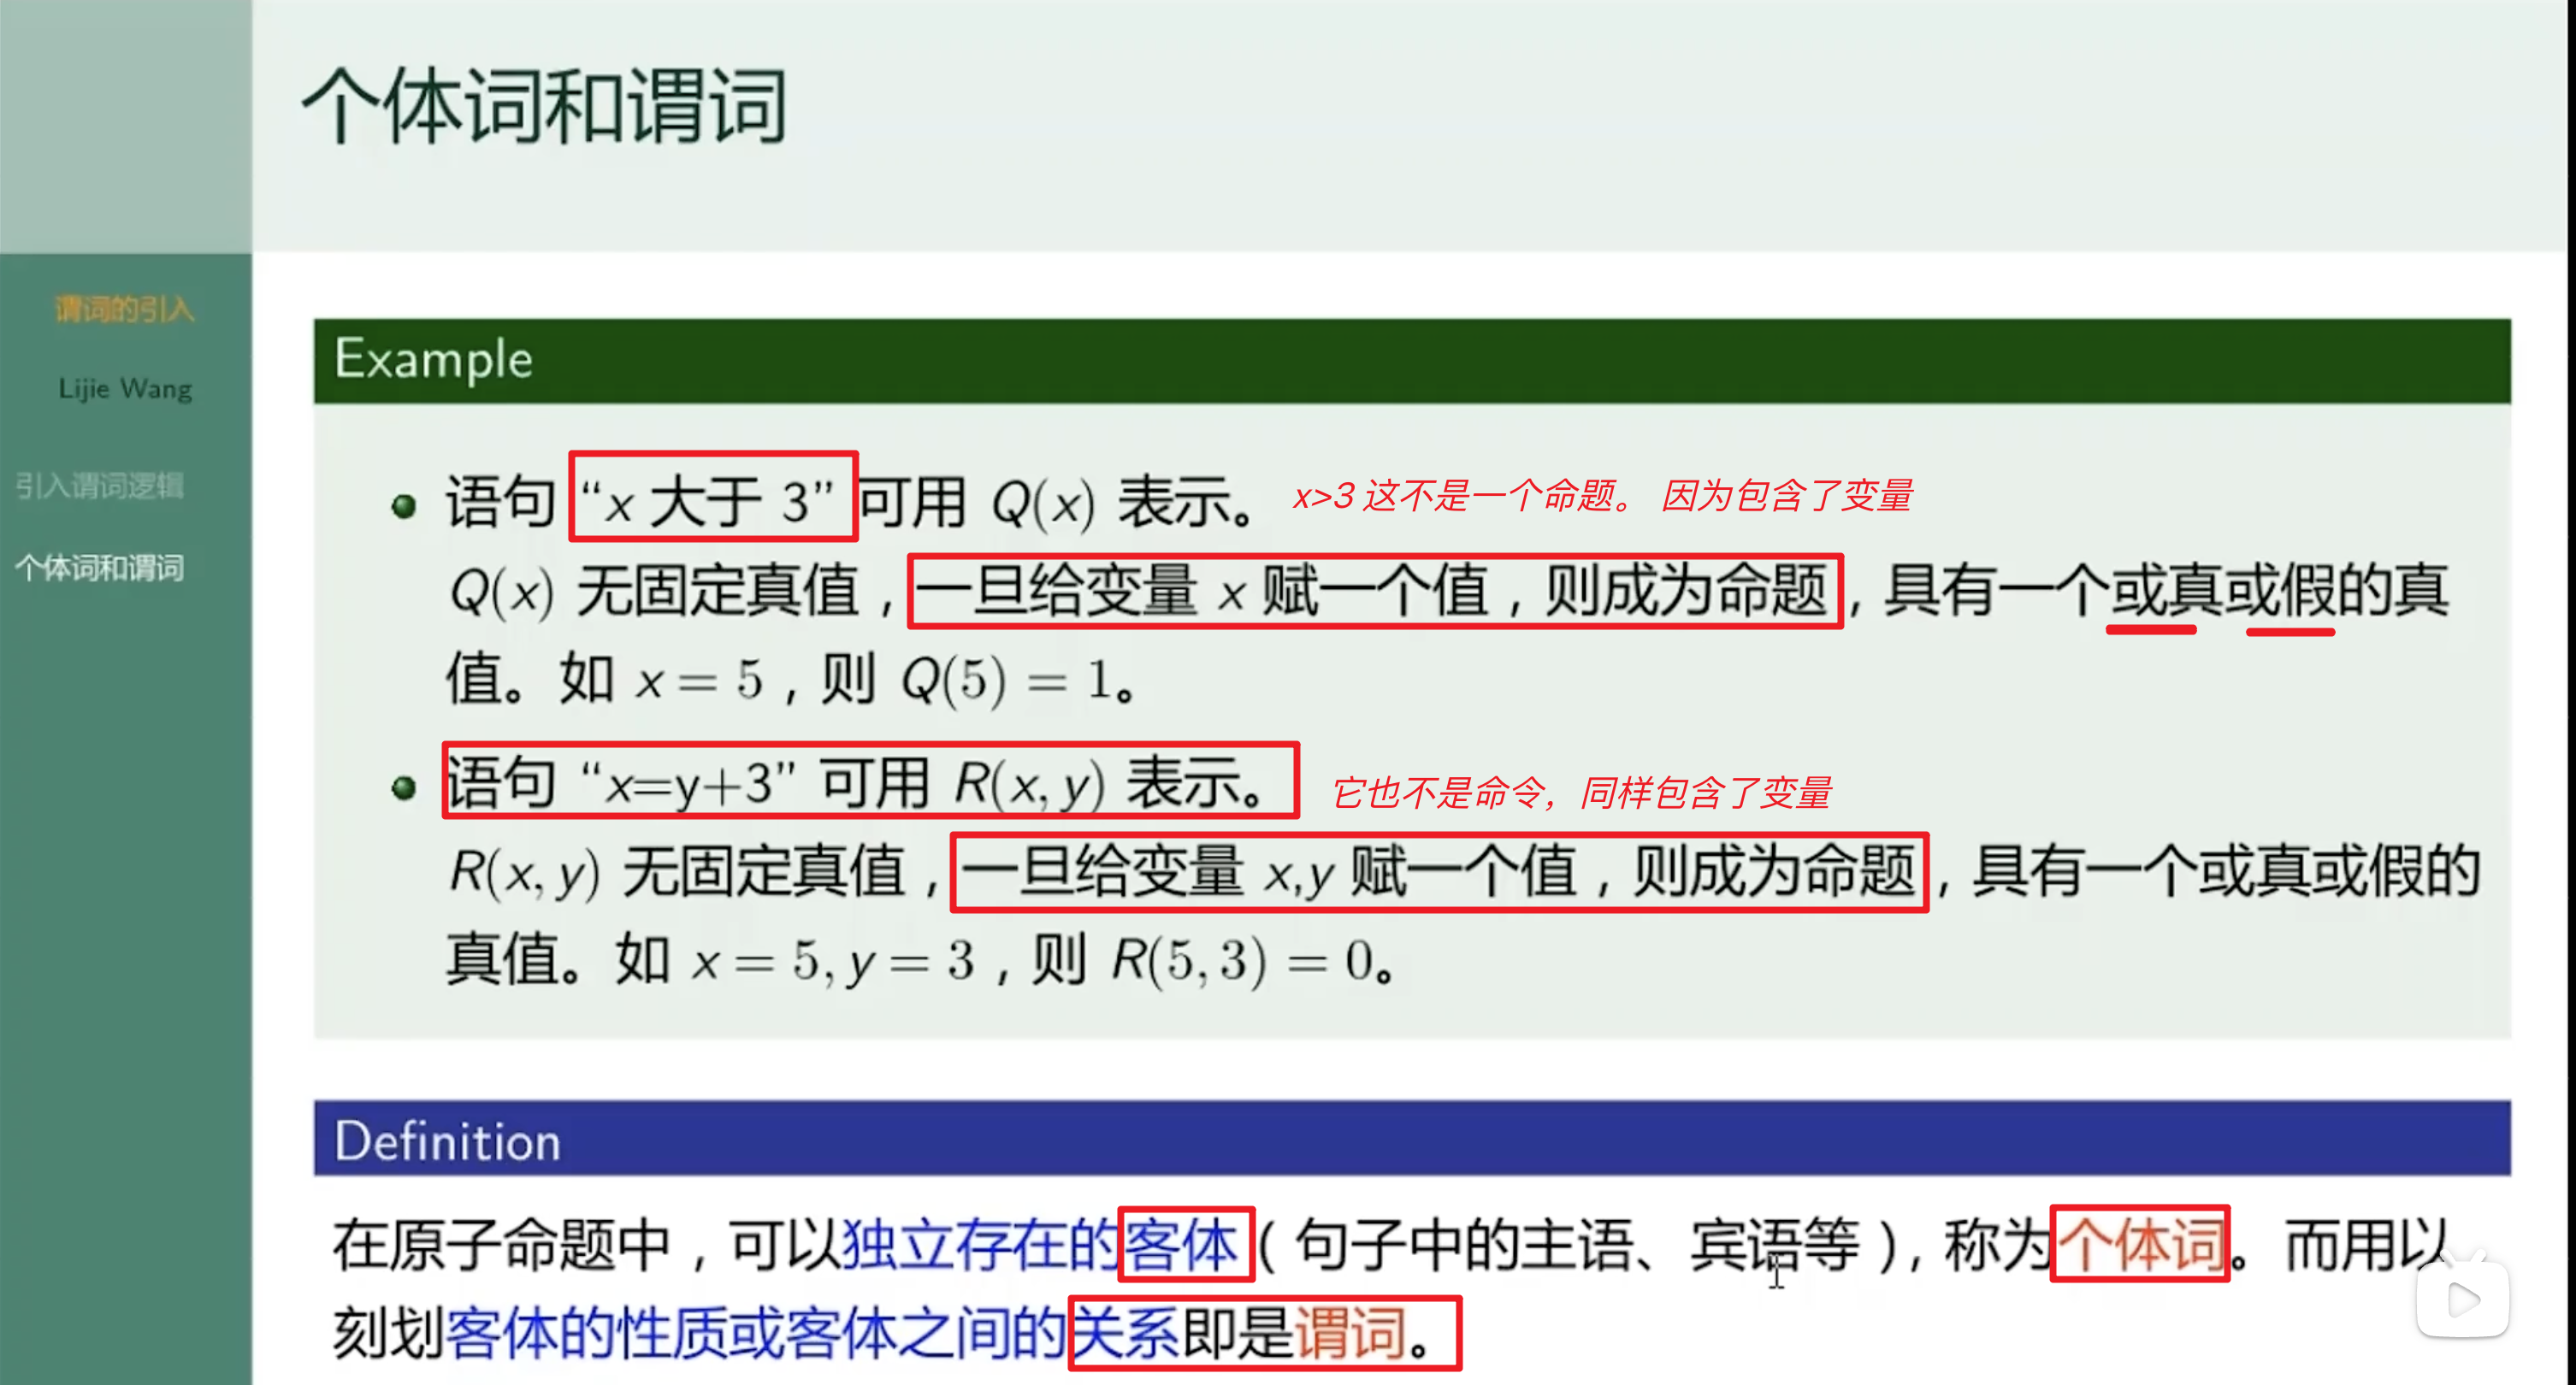 个体词和谓词
谓词的引入
Lijie Wang
引入谓词逻辑
个体词和谓词
Example
语句 “x 大于 3” 可用 Q(x) 表示。 x>3 这不是一个命题。 因为包含了变量
Q(x) 无固定真值，一旦给变量 x 赋一个值，则成为命题，具有一个或真或假的真
值。如 x = 5，则 Q(5) = 1。
语句 “x=y+3” 可用 R(x, y) 表示。 它也不是命令，同样包含了变量
R(x, y) 无固定真值，一旦给变量 x,y 赋一个值，则成为命题，具有一个或真或假的
真值。如 x = 5, y = 3，则 R(5, 3) = 0。
Definition
在原子命题中，可以独立存在的客体（句子中的主语、宾语等），称为个体词。而用以
刻划客体的性质或客体之间的关系即是谓词。